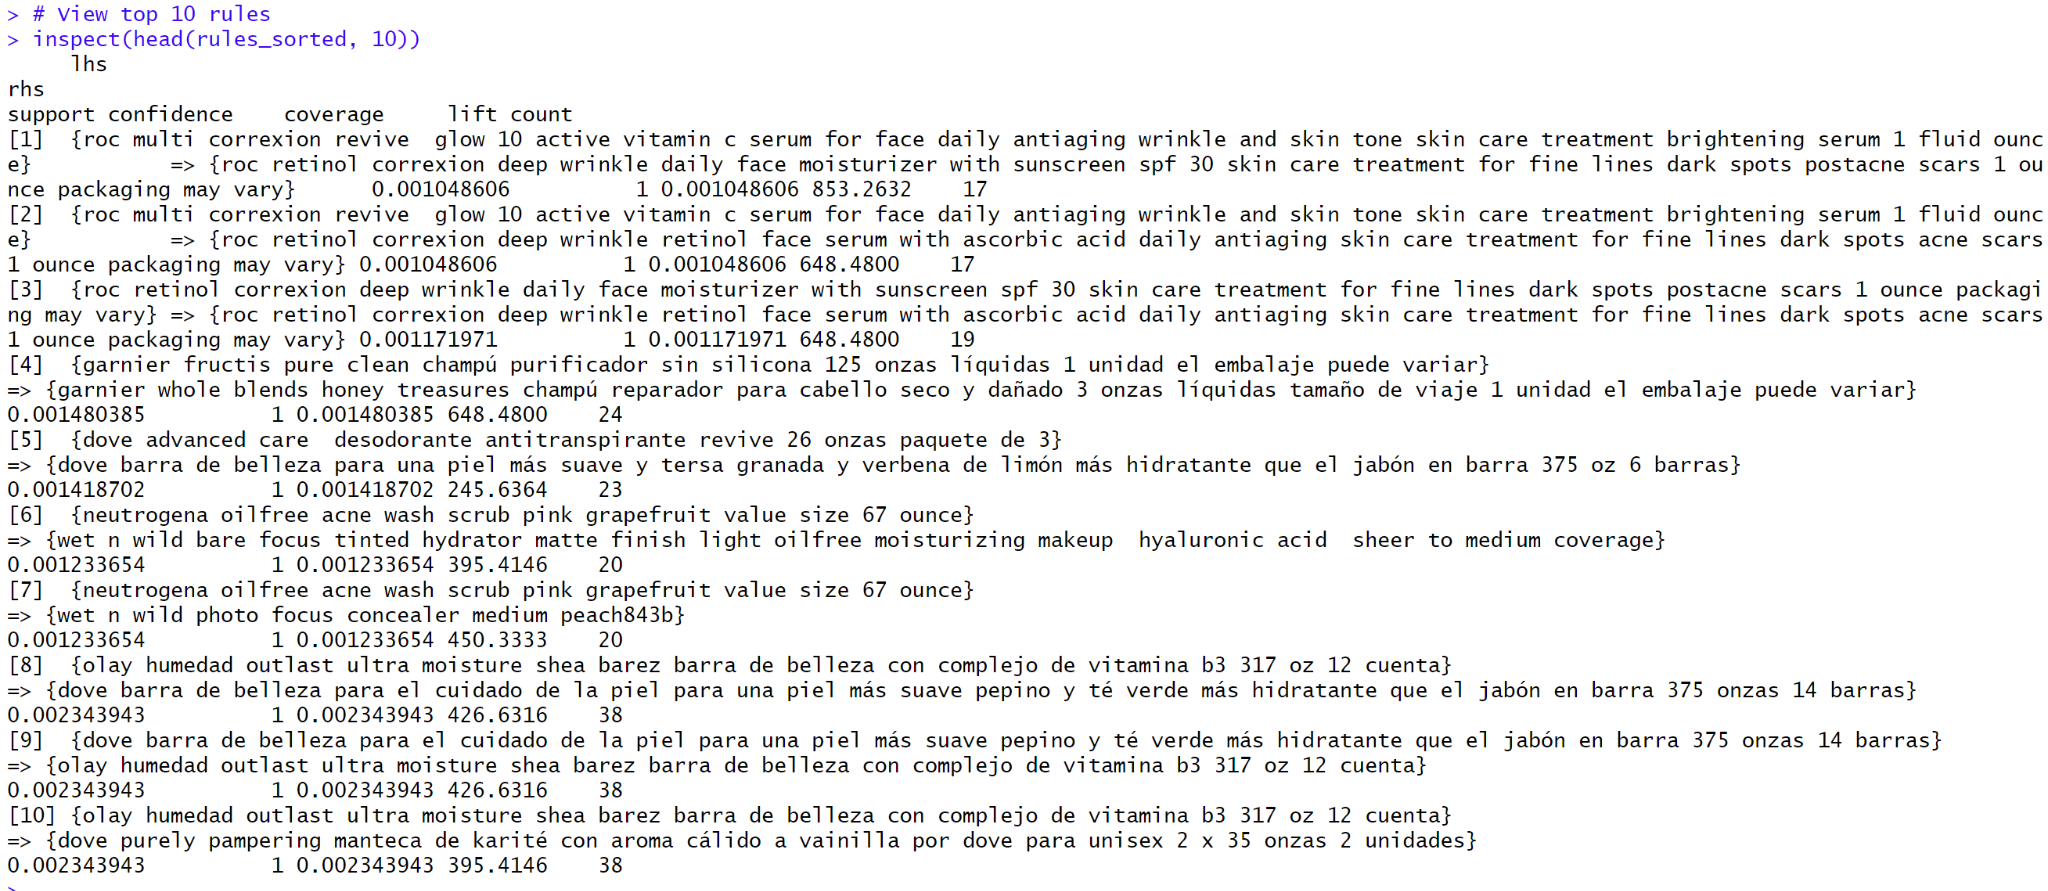 > # View top 10 rules
> inspect(head(rules_sorted, 10))
     lhs
rhs
support confidence    coverage     lift count
[1]  {roc multi correxion revive  glow 10 active vitamin c serum for face daily antiaging wrinkle and skin tone skin care treatment brightening serum 1 fluid ounc
e}           => {roc retinol correxion deep wrinkle daily face moisturizer with sunscreen spf 30 skin care treatment for fine lines dark spots postacne scars 1 ou
nce packaging may vary}      0.001048606          1 0.001048606 853.2632    17
[2]  {roc multi correxion revive  glow 10 active vitamin c serum for face daily antiaging wrinkle and skin tone skin care treatment brightening serum 1 fluid ounc
e}           => {roc retinol correxion deep wrinkle retinol face serum with ascorbic acid daily antiaging skin care treatment for fine lines dark spots acne scars
1 ounce packaging may vary} 0.001048606          1 0.001048606 648.4800    17
[3]  {roc retinol correxion deep wrinkle daily face moisturizer with sunscreen spf 30 skin care treatment for fine lines dark spots postacne scars 1 ounce packagi
ng may vary} => {roc retinol correxion deep wrinkle retinol face serum with ascorbic acid daily antiaging skin care treatment for fine lines dark spots acne scars
1 ounce packaging may vary} 0.001171971          1 0.001171971 648.4800    19
[4]  {garnier fructis pure clean champú purificador sin silicona 125 onzas líquidas 1 unidad el embalaje puede variar}
=> {garnier whole blends honey treasures champú reparador para cabello seco y dañado 3 onzas líquidas tamaño de viaje 1 unidad el embalaje puede variar}
0.001480385          1 0.001480385 648.4800    24
[5]  {dove advanced care  desodorante antitranspirante revive 26 onzas paquete de 3}
=> {dove barra de belleza para una piel más suave y tersa granada y verbena de limón más hidratante que el jabón en barra 375 oz 6 barras}
0.001418702          1 0.001418702 245.6364    23
[6]  {neutrogena oilfree acne wash scrub pink grapefruit value size 67 ounce}
=> {wet n wild bare focus tinted hydrator matte finish light oilfree moisturizing makeup  hyaluronic acid  sheer to medium coverage}
0.001233654          1 0.001233654 395.4146    20
[7]  {neutrogena oilfree acne wash scrub pink grapefruit value size 67 ounce}
=> {wet n wild photo focus concealer medium peach843b}
0.001233654          1 0.001233654 450.3333    20
[8]  {olay humedad outlast ultra moisture shea barez barra de belleza con complejo de vitamina b3 317 oz 12 cuenta}
=> {dove barra de belleza para el cuidado de la piel para una piel más suave pepino y té verde más hidratante que el jabón en barra 375 onzas 14 barras}
0.002343943          1 0.002343943 426.6316    38
[9]  {dove barra de belleza para el cuidado de la piel para una piel más suave pepino y té verde más hidratante que el jabón en barra 375 onzas 14 barras}
=> {olay humedad outlast ultra moisture shea barez barra de belleza con complejo de vitamina b3 317 oz 12 cuenta}
0.002343943          1 0.002343943 426.6316    38
[10] {olay humedad outlast ultra moisture shea barez barra de belleza con complejo de vitamina b3 317 oz 12 cuenta}
=> {dove purely pampering manteca de karité con aroma cálido a vainilla por dove para unisex 2 x 35 onzas 2 unidades}
0.002343943          1 0.002343943 395.4146    38
>